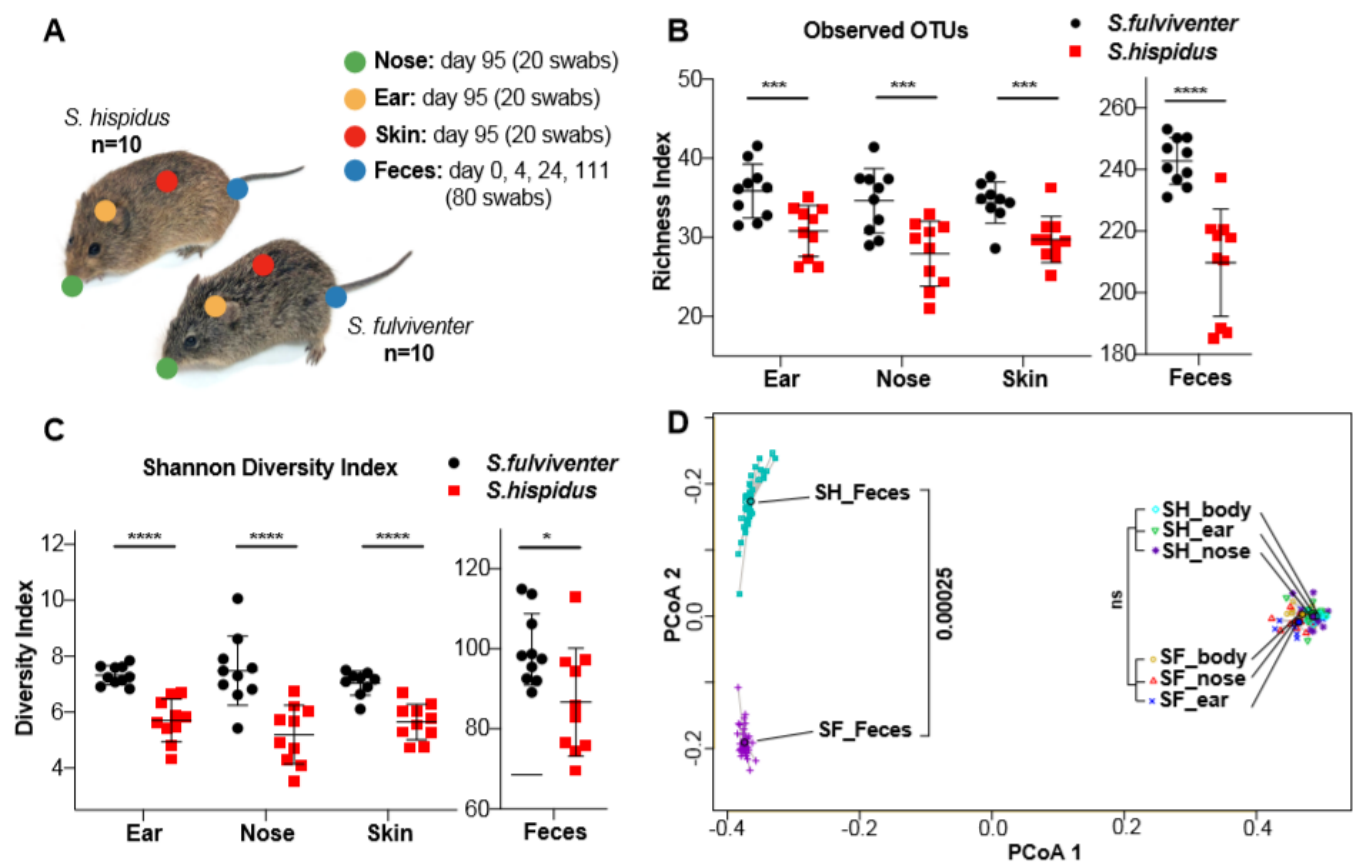 A
S. hispidus
n=10
Nose: day 95 (20 swabs)
Ear: day 95 (20 swabs)
Skin: day 95 (20 swabs)
Feces: day 0, 4, 24, 111
(80 swabs)
S. fulviventer
n=10
B
Observed OTUs
S.fulviventer
S.hispidus
Richness Index
50
40
30
20
***
***
***
Ear
Nose
Skin
260
240
220
200
180
****
Feces
C
Shannon Diversity Index
S.fulviventer
S.hispidus
Diversity Index
12
10
8
6
4
****
****
****
Ear
Nose
Skin
120
100
80
60
*
Feces
D
PCoA 2
-0.2
0.0
-0.2
SH_Feces
SF_Feces
0.00025
ns
SH_body
SH_ear
SH_nose
SF_body
SF_nose
SF_ear
-0.4
-0.2
0.0
0.2
0.4
PCoA 1